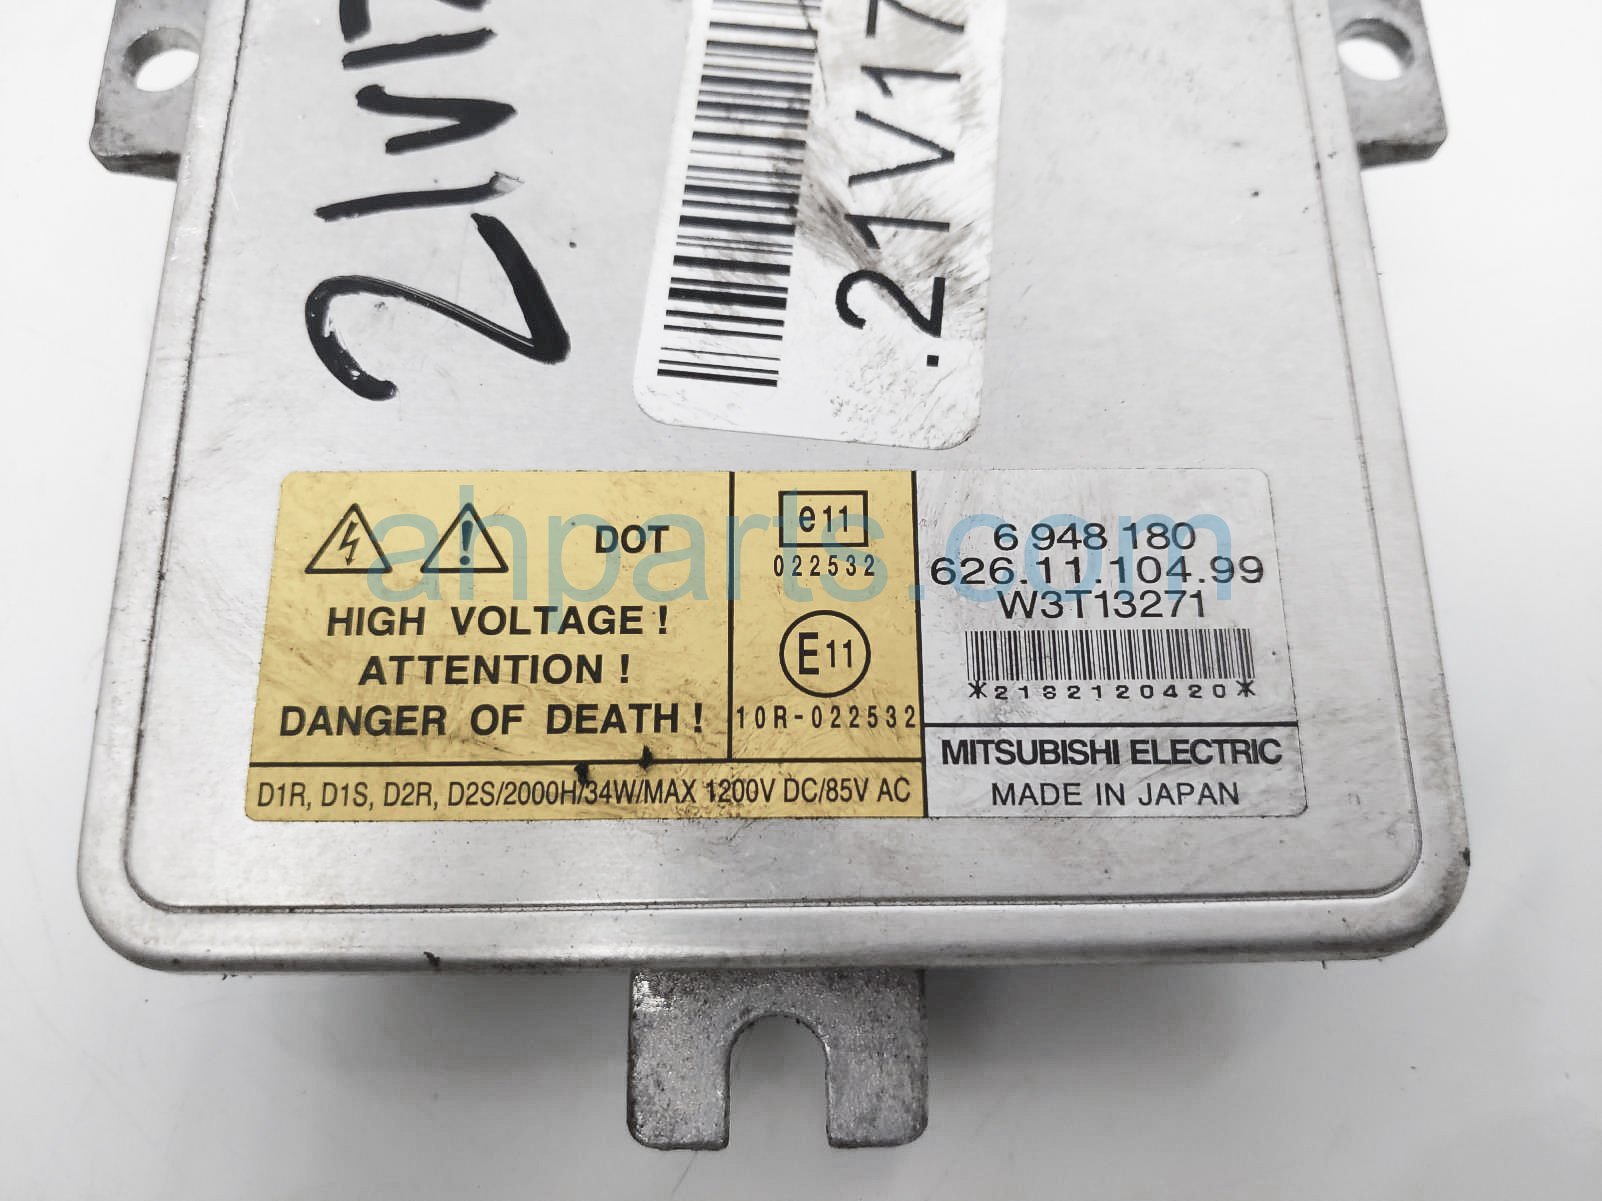 21V17
.21V17
DOT
HIGH VOLTAGE !
ATTENTION !
DANGER OF DEATH !
e11
022532
E11
10R-022532
D1R, D1S, D2R, D2S/2000H/34W/MAX 1200V DC/85V AC
6 948 180
626.11.104.99
W3T13271
*2182120420*
MITSUBISHI ELECTRIC
MADE IN JAPAN
ahparts.com